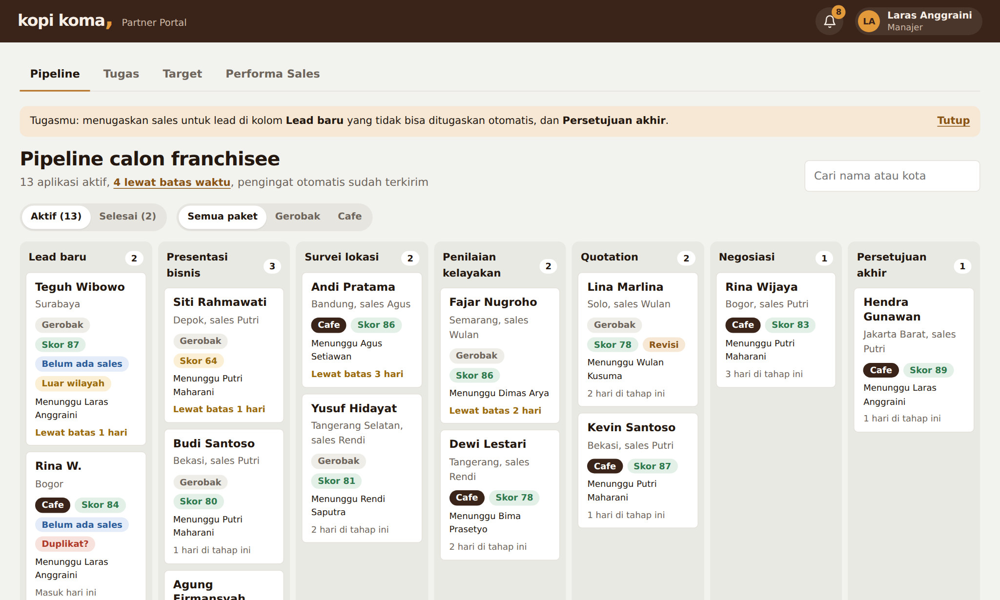 kopi koma,
Partner Portal
8
LA
Laras Anggraini
Manajer
Pipeline
Tugas
Target
Performa Sales
Tugasmu: menugaskan sales untuk lead di kolom Lead baru yang tidak bisa ditugaskan otomatis, dan Persetujuan akhir.
Tutup
Pipeline calon franchisee
13 aplikasi aktif, 4 lewat batas waktu, pengingat otomatis sudah terkirim
Cari nama atau kota
Aktif (13)
Selesai (2)
Semua paket
Gerobak
Cafe
Lead baru
2
Teguh Wibowo
Surabaya
Gerobak
Skor 87
Belum ada sales
Luar wilayah
Menunggu Laras
Anggraini
Lewat batas 1 hari
Rina W.
Bogor
Cafe
Skor 84
Belum ada sales
Duplikat?
Menunggu Laras
Anggraini
Masuk hari ini
Presentasi
bisnis
3
Siti Rahmawati
Depok, sales Putri
Gerobak
Skor 64
Menunggu Putri
Maharani
Lewat batas 1 hari
Budi Santoso
Bekasi, sales Putri
Gerobak
Skor 80
Menunggu Putri
Maharani
1 hari di tahap ini
Agung
Firmansyah
Survei lokasi
2
Andi Pratama
Bandung, sales Agus
Cafe
Skor 86
Menunggu Agus
Setiawan
Lewat batas 3 hari
Yusuf Hidayat
Tangerang Selatan,
sales Rendi
Gerobak
Skor 81
Menunggu Rendi
Saputra
2 hari di tahap ini
Penilaian
kelayakan
2
Fajar Nugroho
Semarang, sales
Wulan
Gerobak
Skor 86
Menunggu Dimas Arya
Lewat batas 2 hari
Dewi Lestari
Tangerang, sales
Rendi
Cafe
Skor 78
Menunggu Bima
Prasetyo
2 hari di tahap ini
Quotation
2
Lina Marlina
Solo, sales Wulan
Gerobak
Skor 78
Revisi
Menunggu Wulan
Kusuma
2 hari di tahap ini
Kevin Santoso
Bekasi, sales Putri
Cafe
Skor 87
Menunggu Putri
Maharani
1 hari di tahap ini
Negosiasi
1
Rina Wijaya
Bogor, sales Putri
Cafe
Skor 83
Menunggu Putri
Maharani
3 hari di tahap ini
Persetujuan
akhir
1
Hendra
Gunawan
Jakarta Barat, sales
Putri
Cafe
Skor 89
Menunggu Laras
Anggraini
1 hari di tahap ini